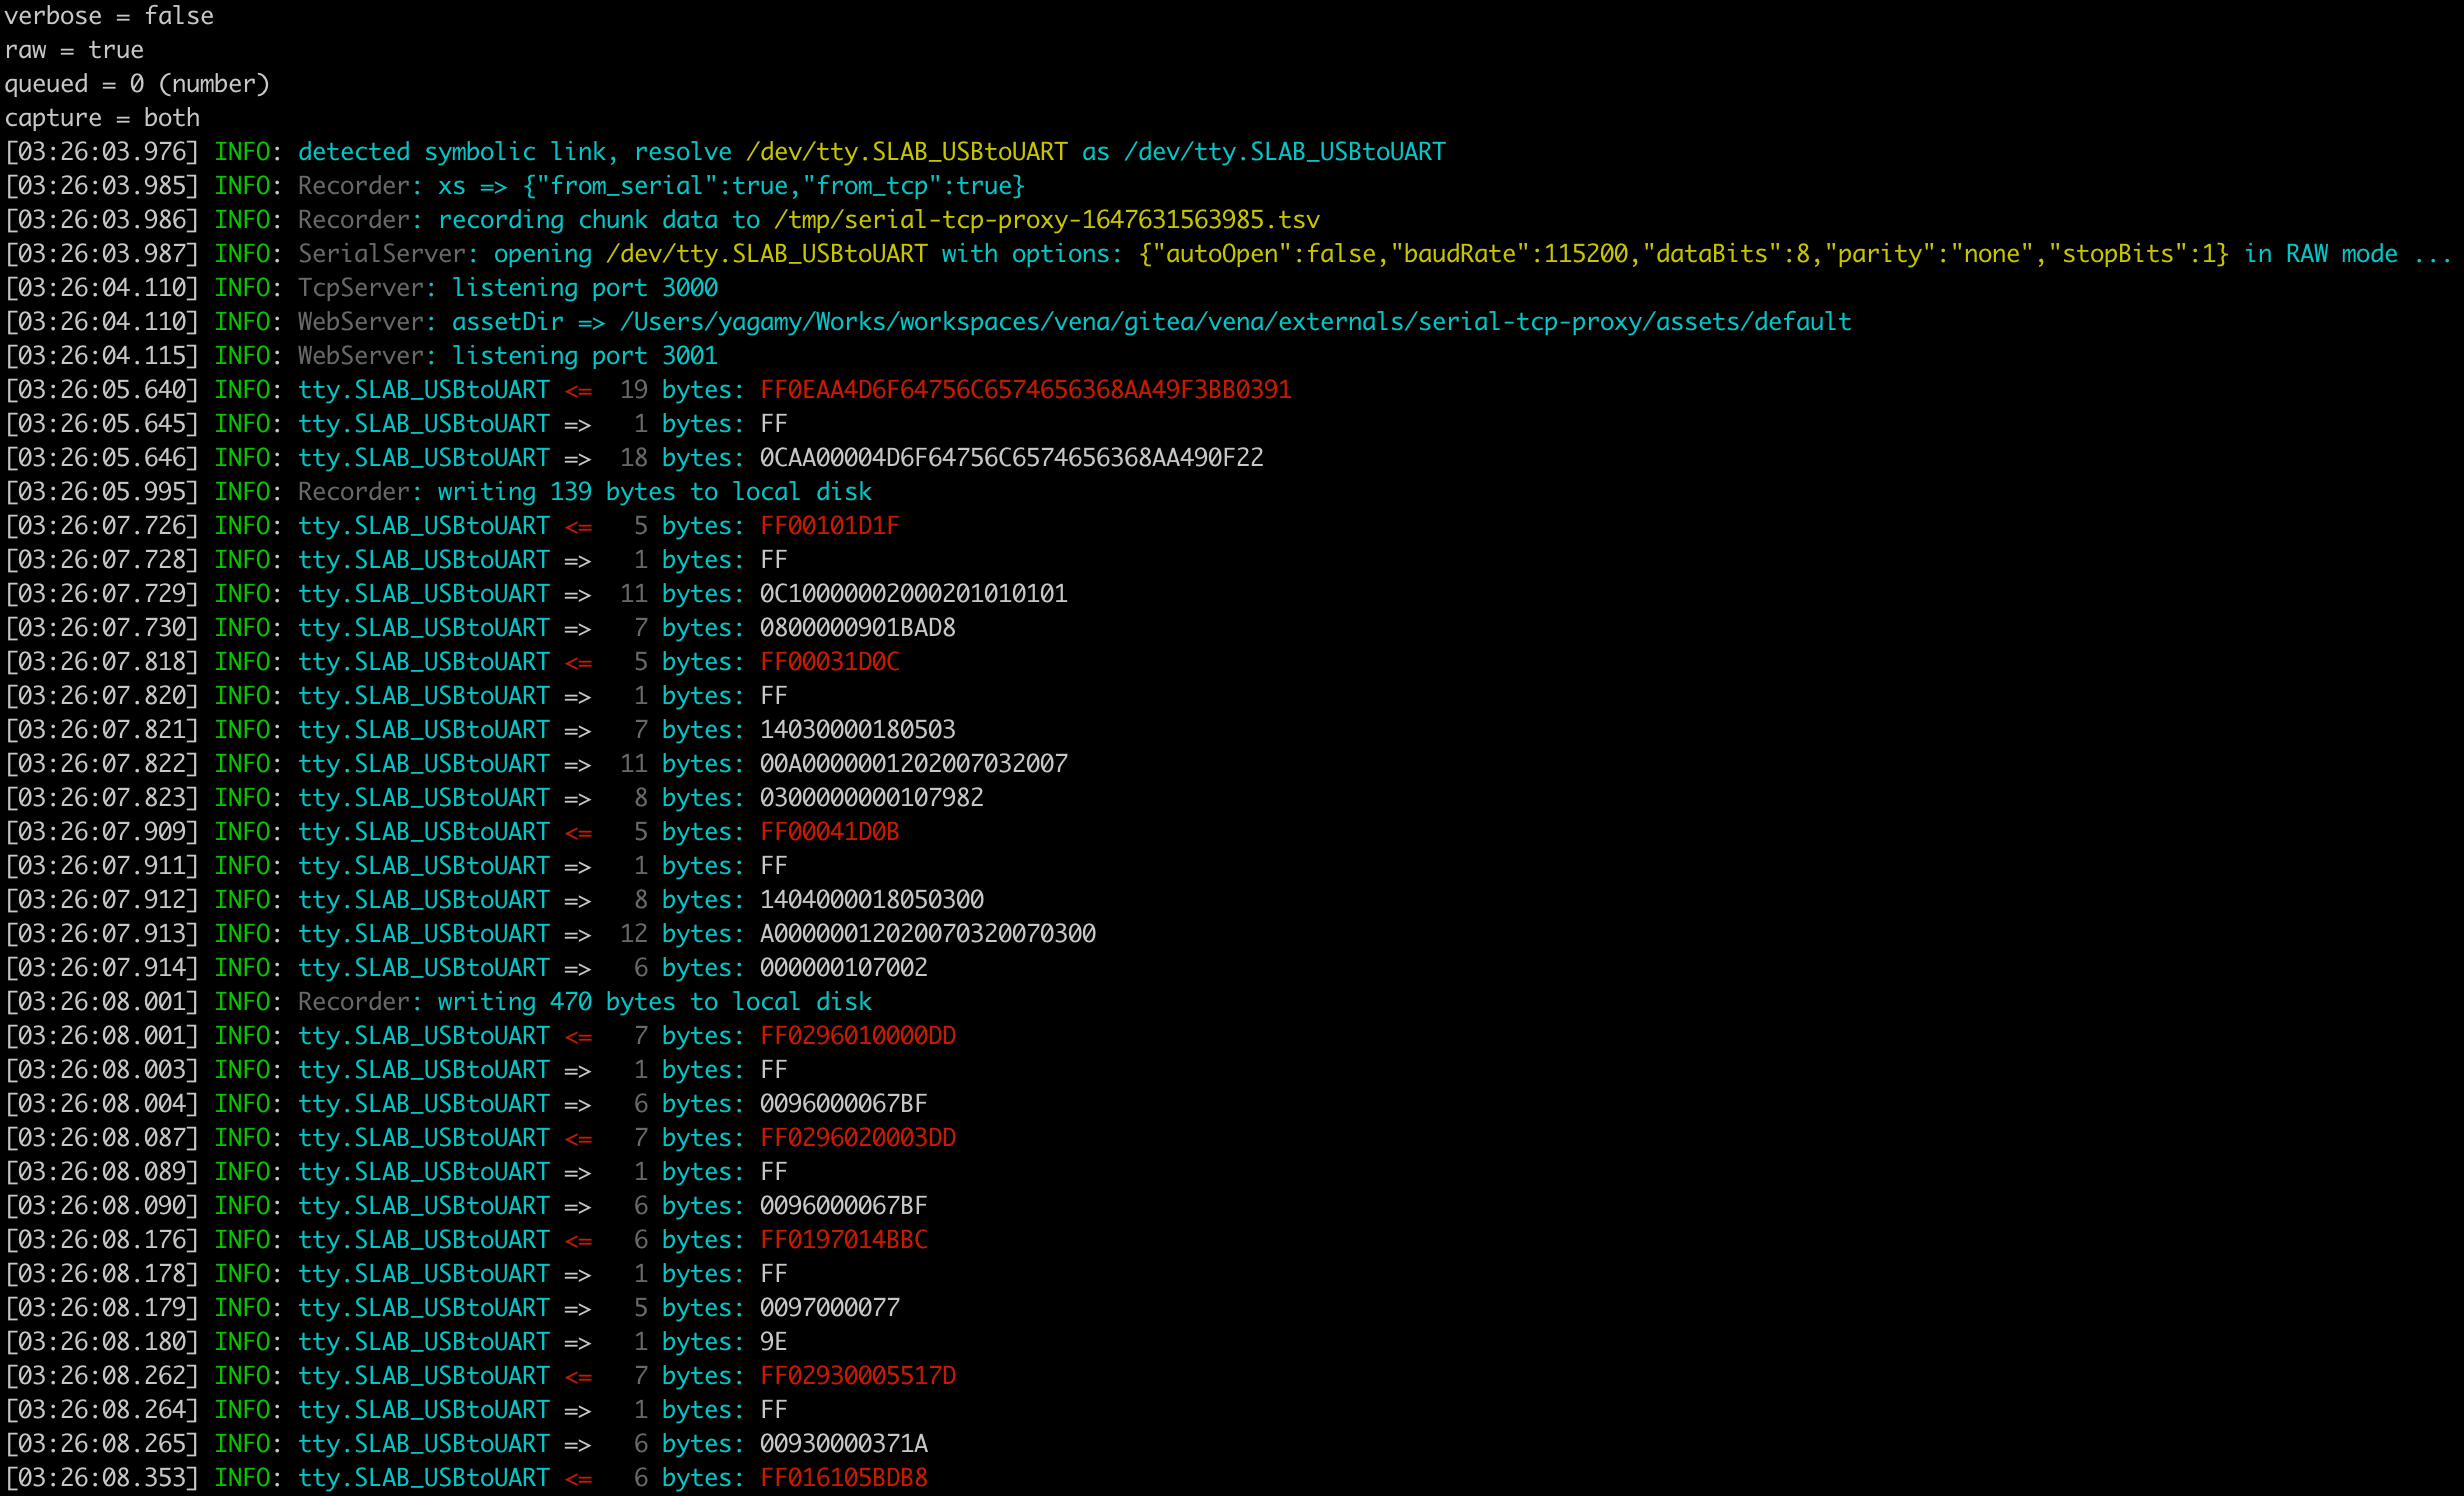 verbose = false
raw = true
queued = 0 (number)
capture = both
[03:26:03.976] INFO: detected symbolic link, resolve /dev/tty.SLAB_USBtoUART as /dev/tty.SLAB_USBtoUART
[03:26:03.985] INFO: Recorder: xs => {"from_serial":true,"from_tcp":true}
[03:26:03.986] INFO: Recorder: recording chunk data to /tmp/serial-tcp-proxy-1647631563985.tsv
[03:26:03.987] INFO: SerialServer: opening /dev/tty.SLAB_USBtoUART with options: {"autoOpen":false,"baudRate":115200,"dataBits":8,"parity":"none","stopBits":1} in RAW mode ...
[03:26:04.110] INFO: TcpServer: listening port 3000
[03:26:04.110] INFO: WebServer: assetDir => /Users/yagamy/Works/workspaces/vena/gitea/vena/externals/serial-tcp-proxy/assets/default
[03:26:04.115] INFO: WebServer: listening port 3001
[03:26:05.640] INFO: tty.SLAB_USBtoUART <=  19 bytes: FF0EAA4D6F64756C6574656368AA49F3BB0391
[03:26:05.645] INFO: tty.SLAB_USBtoUART =>   1 bytes: FF
[03:26:05.646] INFO: tty.SLAB_USBtoUART =>  18 bytes: 0CAA00004D6F64756C6574656368AA490F22
[03:26:05.995] INFO: Recorder: writing 139 bytes to local disk
[03:26:07.726] INFO: tty.SLAB_USBtoUART <=   5 bytes: FF00101D1F
[03:26:07.728] INFO: tty.SLAB_USBtoUART =>   1 bytes: FF
[03:26:07.729] INFO: tty.SLAB_USBtoUART =>  11 bytes: 0C10000002000201010101
[03:26:07.730] INFO: tty.SLAB_USBtoUART =>   7 bytes: 0800000901BAD8
[03:26:07.818] INFO: tty.SLAB_USBtoUART <=   5 bytes: FF00031D0C
[03:26:07.820] INFO: tty.SLAB_USBtoUART =>   1 bytes: FF
[03:26:07.821] INFO: tty.SLAB_USBtoUART =>   7 bytes: 14030000180503
[03:26:07.822] INFO: tty.SLAB_USBtoUART =>  11 bytes: 00A0000001202007032007
[03:26:07.823] INFO: tty.SLAB_USBtoUART =>   8 bytes: 0300000000107982
[03:26:07.909] INFO: tty.SLAB_USBtoUART <=   5 bytes: FF00041D0B
[03:26:07.911] INFO: tty.SLAB_USBtoUART =>   1 bytes: FF
[03:26:07.912] INFO: tty.SLAB_USBtoUART =>   8 bytes: 1404000018050300
[03:26:07.913] INFO: tty.SLAB_USBtoUART =>  12 bytes: A00000012020070320070300
[03:26:07.914] INFO: tty.SLAB_USBtoUART =>   6 bytes: 000000107002
[03:26:08.001] INFO: Recorder: writing 470 bytes to local disk
[03:26:08.001] INFO: tty.SLAB_USBtoUART <=   7 bytes: FF0296010000DD
[03:26:08.003] INFO: tty.SLAB_USBtoUART =>   1 bytes: FF
[03:26:08.004] INFO: tty.SLAB_USBtoUART =>   6 bytes: 0096000067BF
[03:26:08.087] INFO: tty.SLAB_USBtoUART <=   7 bytes: FF0296020003DD
[03:26:08.089] INFO: tty.SLAB_USBtoUART =>   1 bytes: FF
[03:26:08.090] INFO: tty.SLAB_USBtoUART =>   6 bytes: 0096000067BF
[03:26:08.176] INFO: tty.SLAB_USBtoUART <=   6 bytes: FF0197014BBC
[03:26:08.178] INFO: tty.SLAB_USBtoUART =>   1 bytes: FF
[03:26:08.179] INFO: tty.SLAB_USBtoUART =>   5 bytes: 0097000077
[03:26:08.180] INFO: tty.SLAB_USBtoUART =>   1 bytes: 9E
[03:26:08.262] INFO: tty.SLAB_USBtoUART <=   7 bytes: FF02930005517D
[03:26:08.264] INFO: tty.SLAB_USBtoUART =>   1 bytes: FF
[03:26:08.265] INFO: tty.SLAB_USBtoUART =>   6 bytes: 00930000371A
[03:26:08.353] INFO: tty.SLAB_USBtoUART <=   6 bytes: FF016105BDB8